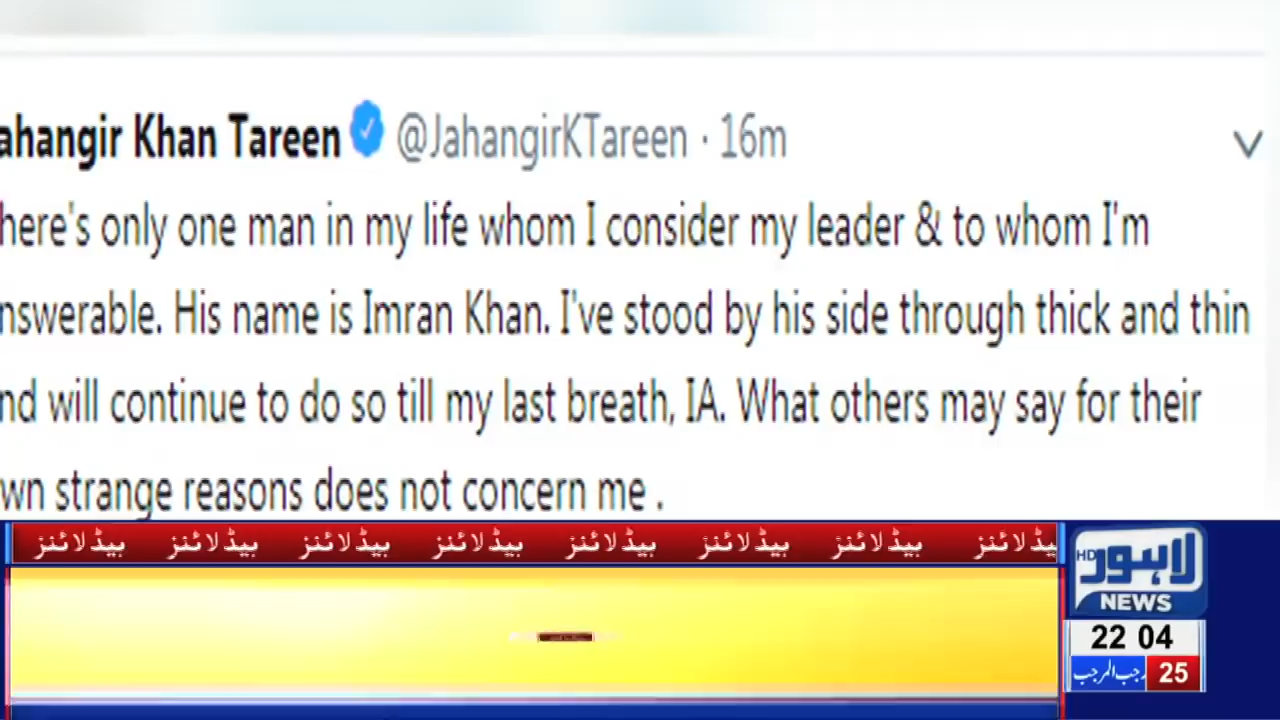 ahangir Khan Tareen @JahangirKTareen · 16m
here's only one man in my life whom I consider my leader & to whom I'm
nswerable. His name is Imran Khan. I've stood by his side through thick and thin
nd will continue to do so till my last breath, IA. What others may say for their
wn strange reasons does not concern me .
ہیڈلائنز ہیڈلائنز ہیڈلائنز ہیڈلائنز ہیڈلائنز ہیڈلائنز ہیڈلائنز یڈلائنز
HD لاہور
NEWS
22 04
رجب المرجب 25